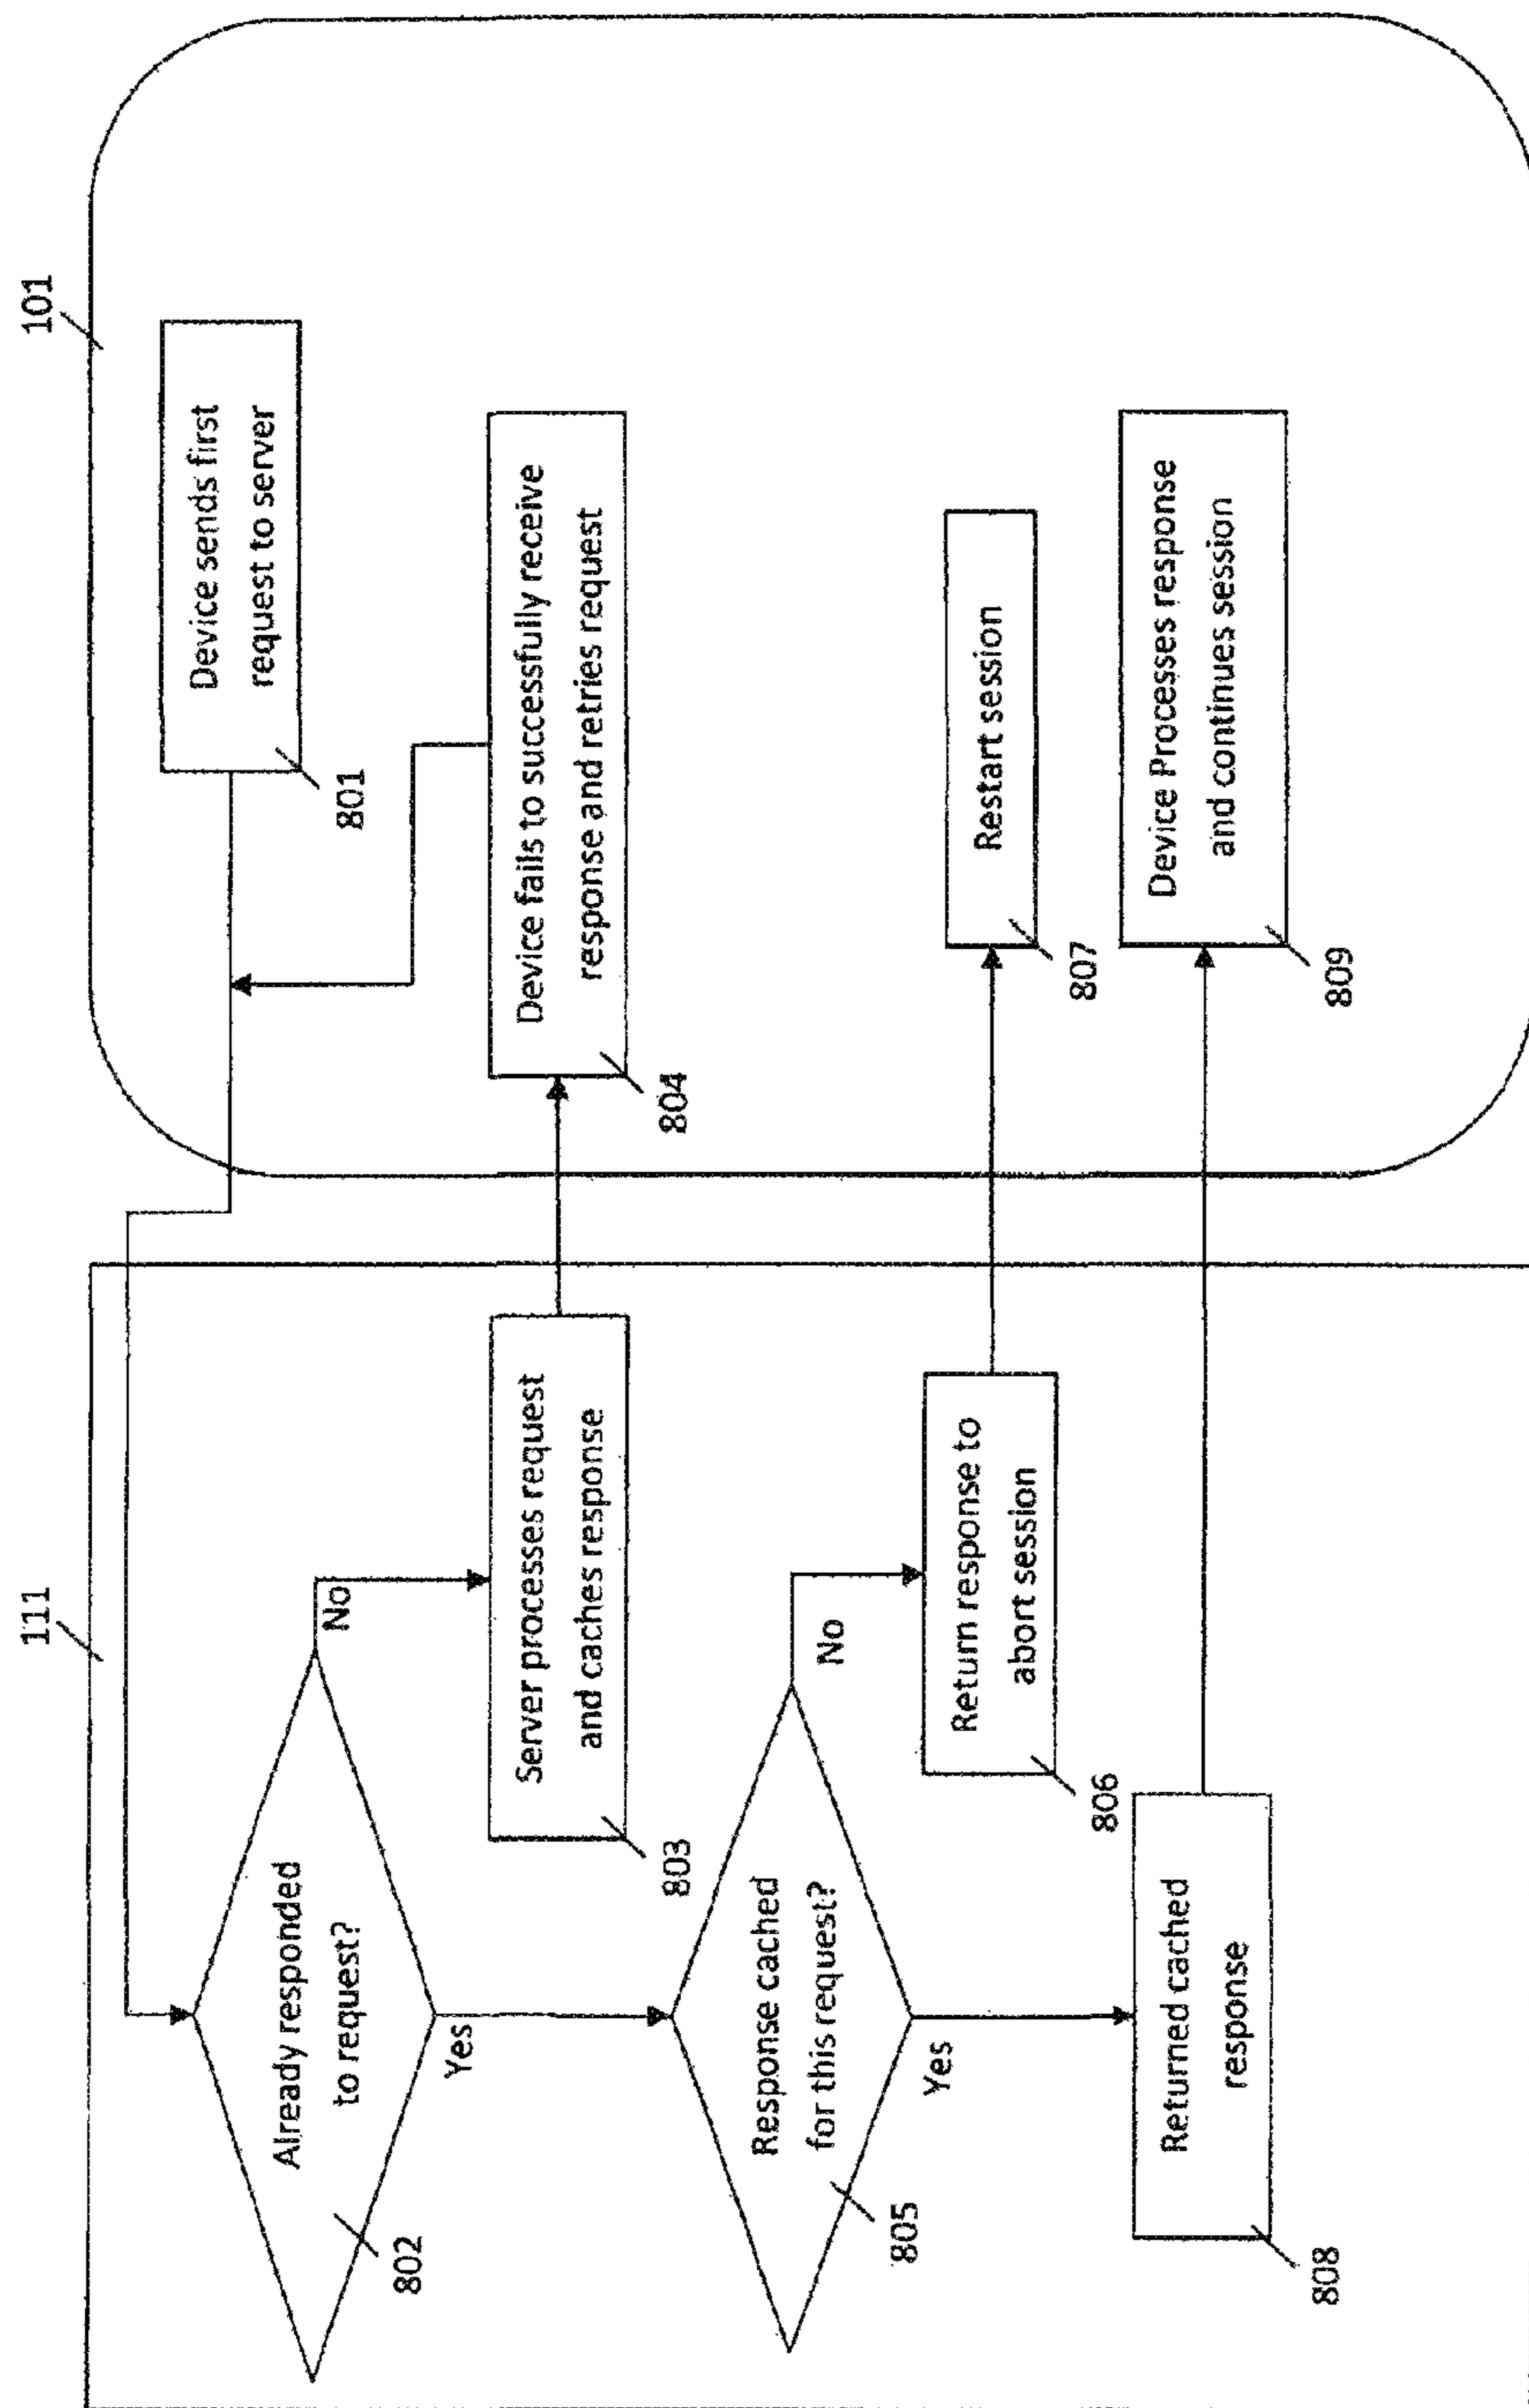 111
101
Device sends first
request to server
801
Already responded
to request?
802
No
Yes
Server processes request
and caches response
803
Device fails to successfully receive
response and retries request
804
Response cached
for this request?
805
No
Yes
Return response to
abort session
806
Restart session
807
Returned cached
response
808
Device Processes response
and continues session
809